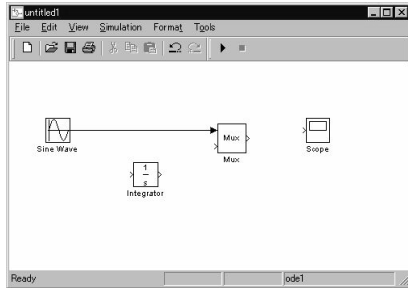 untitled1
File Edit View Simulation Format Tools
Sine Wave
Mux
Mux
Scope
1
s
Integrator
Ready ode1